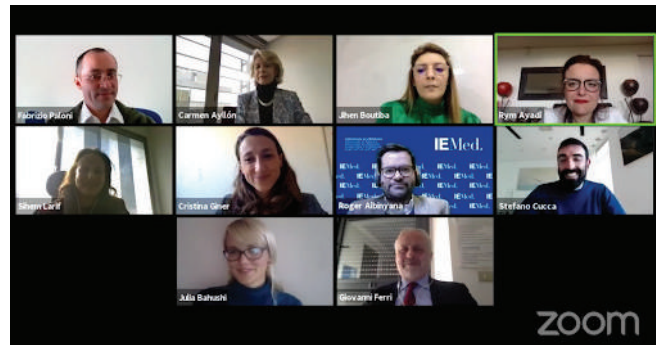 Fabrizio Paloni
Carmen Ayllón
Jihen Boutiba
Rym Ayadi
Sihem Larif
Cristina Giner
IEMed.
Roger Albinyana
Stefano Cucca
Julia Bahushi
Giovanni Ferri
zoom